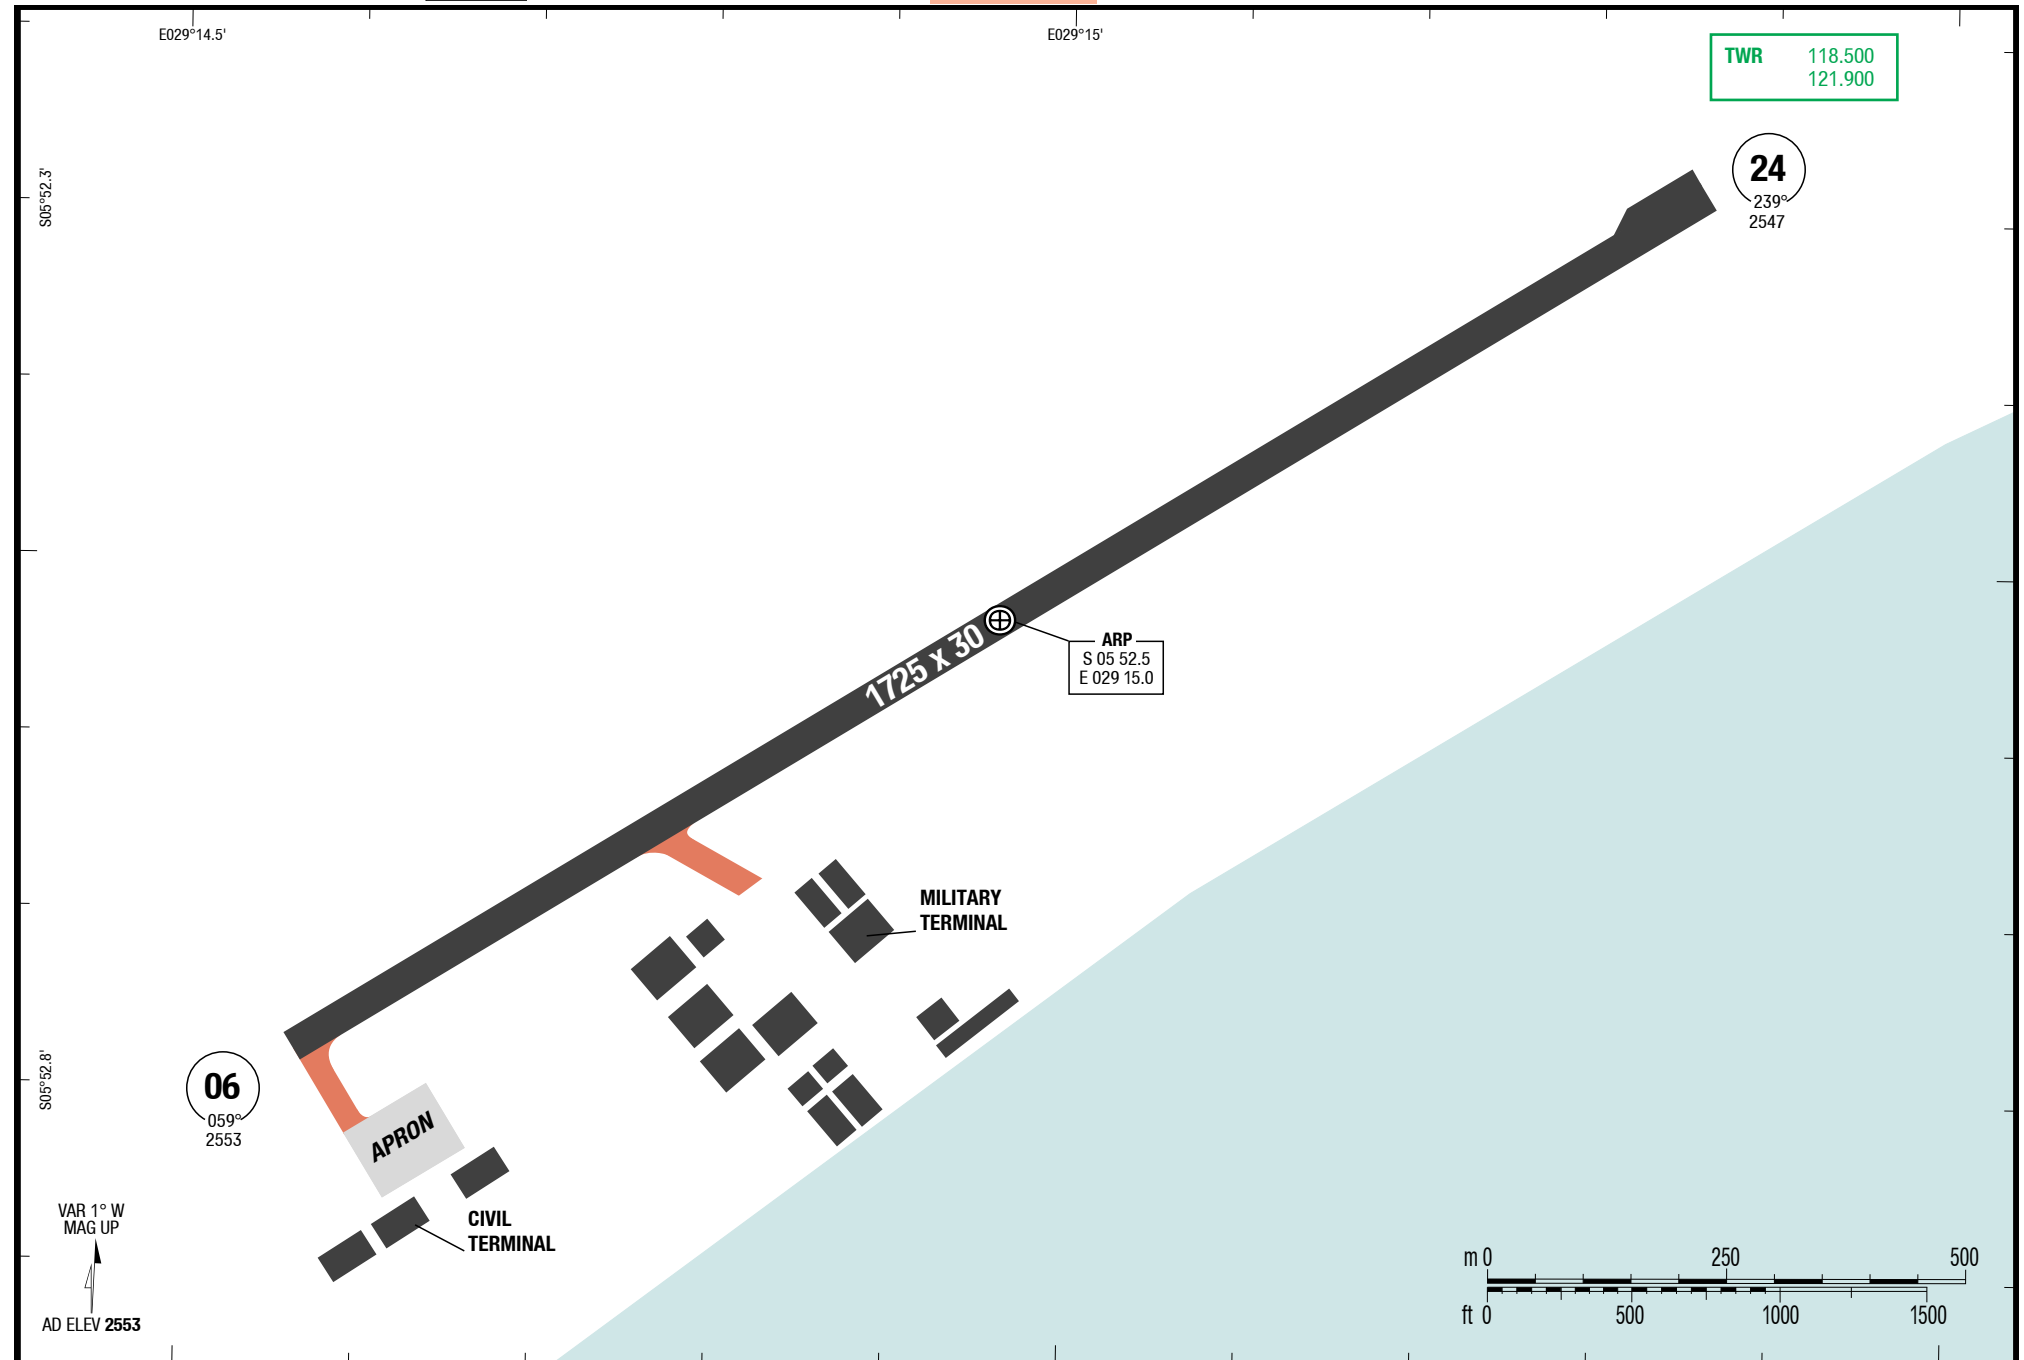 E029°14.5'
E029°15'
TWR 118.500
121.900
S05°52.3'
24
239°
2547
1725 x 30
ARP
S 05 52.5
E 029 15.0
MILITARY
TERMINAL
S05°52.8'
06
059°
2553
APRON
CIVIL
TERMINAL
VAR 1° W
MAG UP
AD ELEV 2553
m 0 250 500
ft 0 500 1000 1500